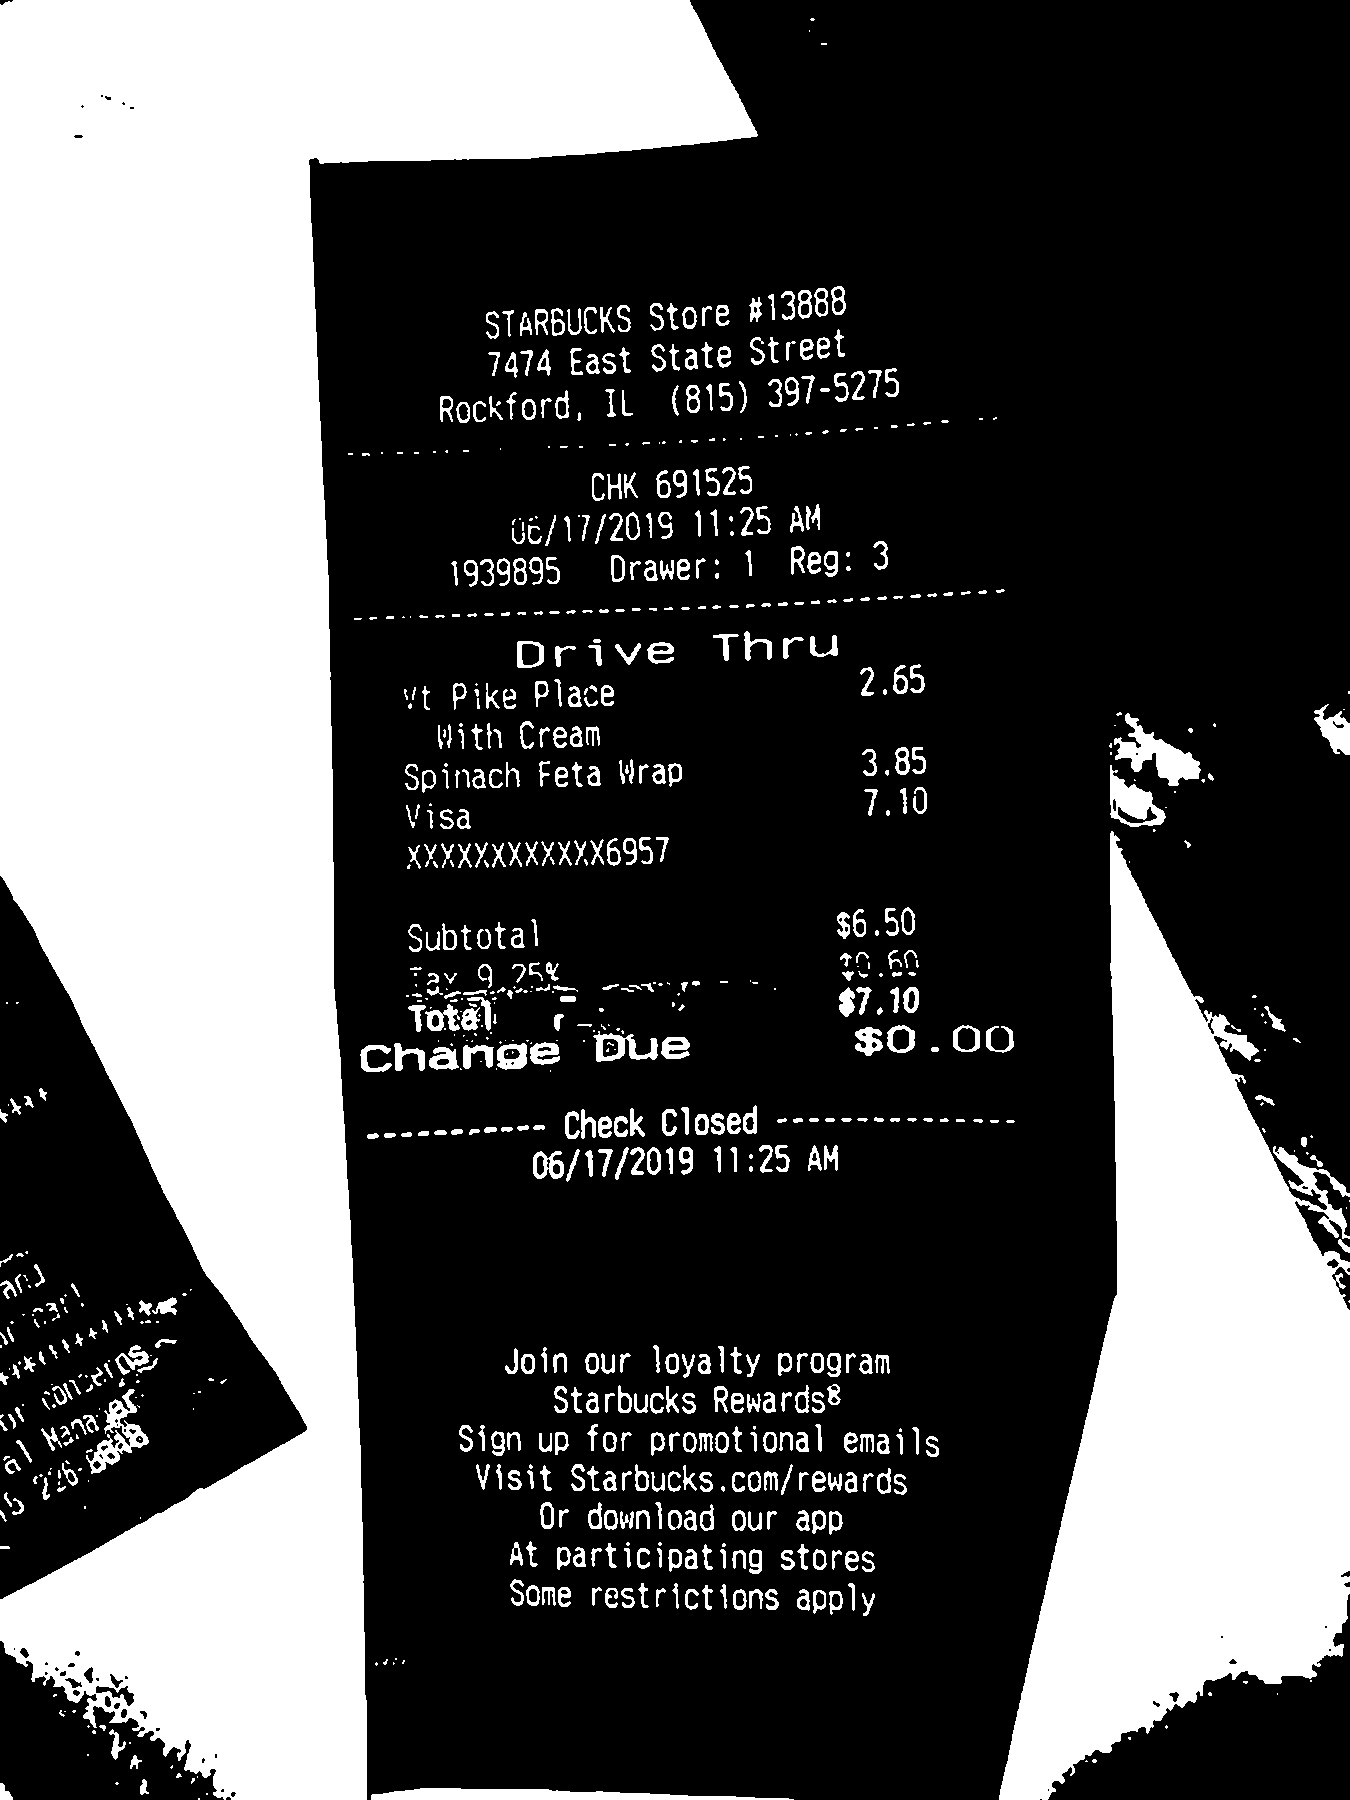 STARBUCKS Store #13888
7474 East State Street
Rockford, IL (815) 397-5275
CHK 691525
06/17/2019 11:25 AM
1939895 Drawer: 1 Reg: 3
Drive Thru
Vt Pike Place 2.65
With Cream
Spinach Feta Wrap 3.85
Visa 7.10
XXXXXXXXXXXX6957
Subtotal $6.50
Tax 9.25% $0.60
Total $7.10
Change Due $0.00
----------- Check Closed ---------------
06/17/2019 11:25 AM
Join our loyalty program
Starbucks Rewards®
Sign up for promotional emails
Visit Starbucks.com/rewards
Or download our app
At participating stores
Some restrictions apply
and
concerns
al Manager